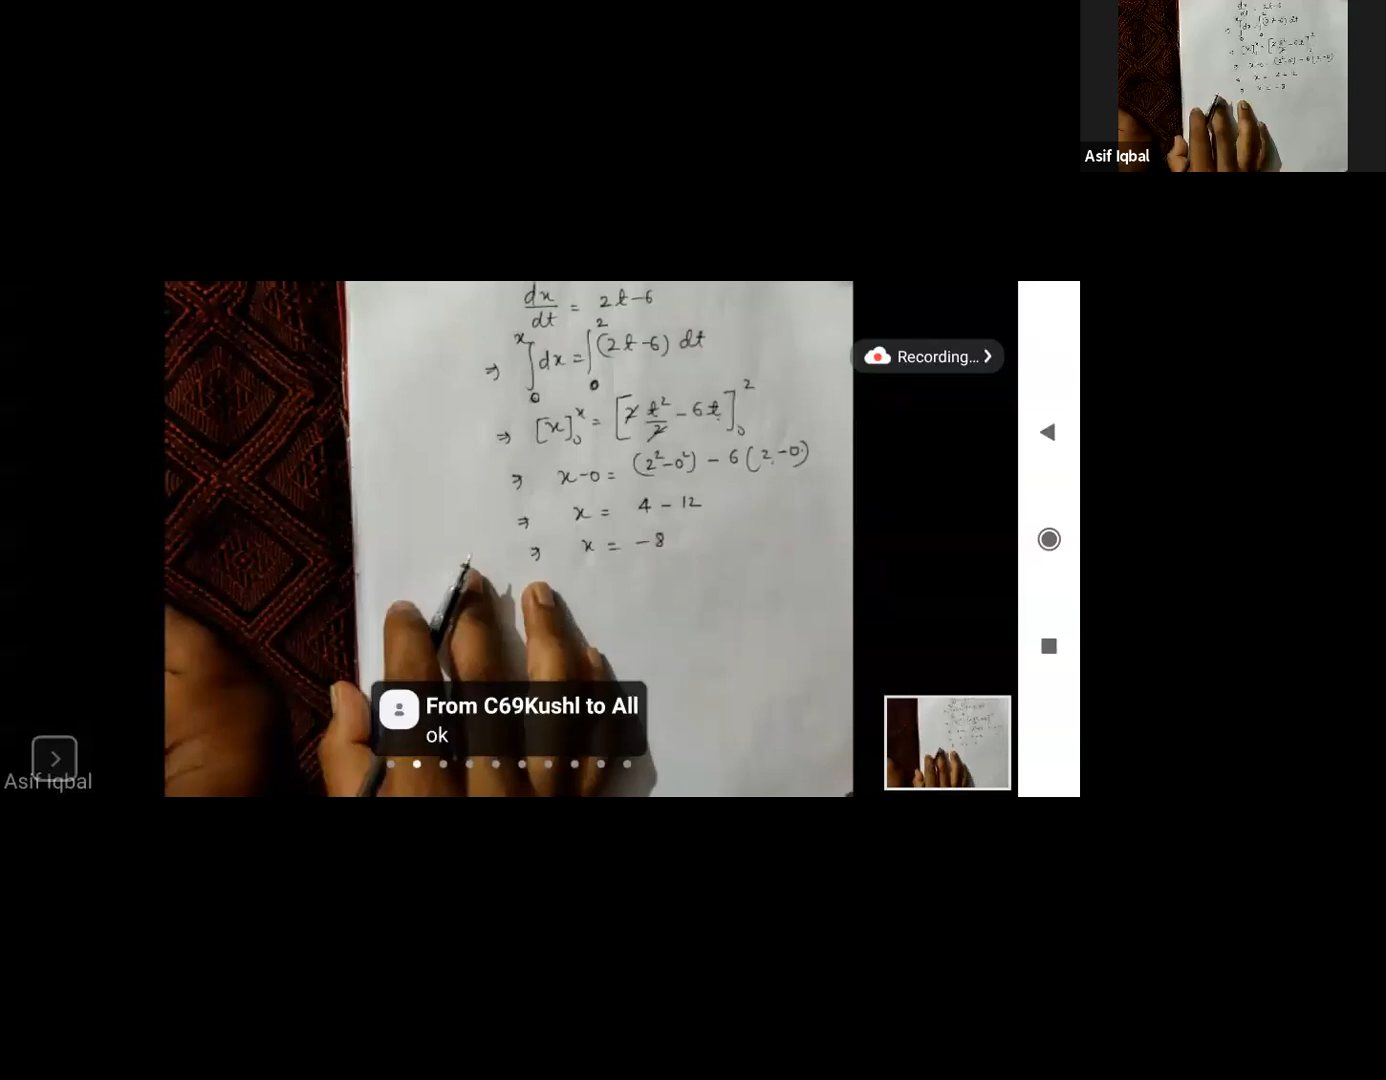 Asif Iqbal
dx/dt = 2t-6
⇒ ∫₀ˣ dx = ∫₀² (2t-6) dt
⇒ [x]₀ˣ = [2 t²/2 - 6t]₀²
⇒ x-0 = (2²-0²) - 6(2-0)
⇒ x = 4 - 12
⇒ x = -8
Recording...
From C69Kushl to All
ok
Asif Iqbal